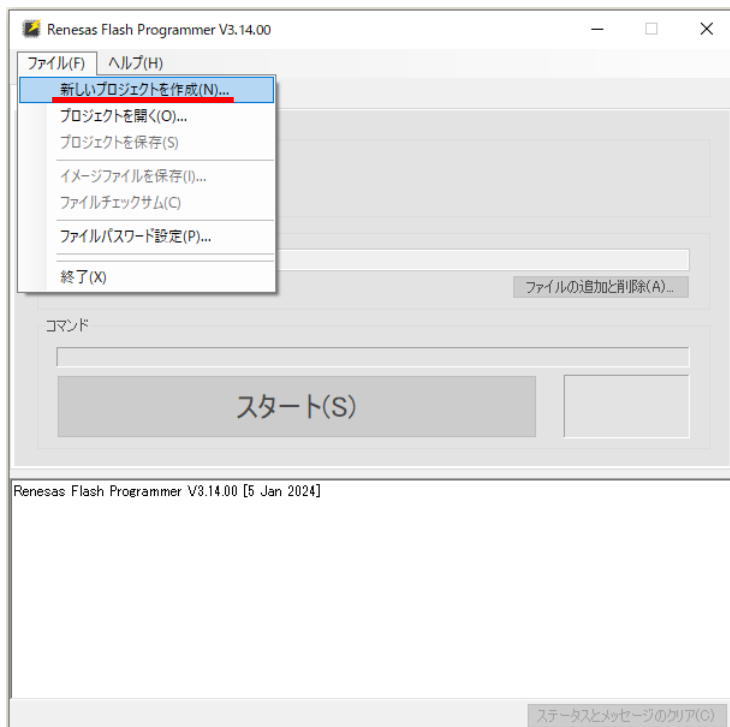 Renesas Flash Programmer V3.14.00
ファイル(F) ヘルプ(H)
新しいプロジェクトを作成(N)...
プロジェクトを開く(O)...
プロジェクトを保存(S)
イメージファイルを保存(I)...
ファイルチェックサム(C)
ファイルパスワード設定(P)...
終了(X)
ファイルの追加と削除(A)...
コマンド
スタート(S)
Renesas Flash Programmer V3.14.00 [5 Jan 2024]
ステータスとメッセージのクリア(C)